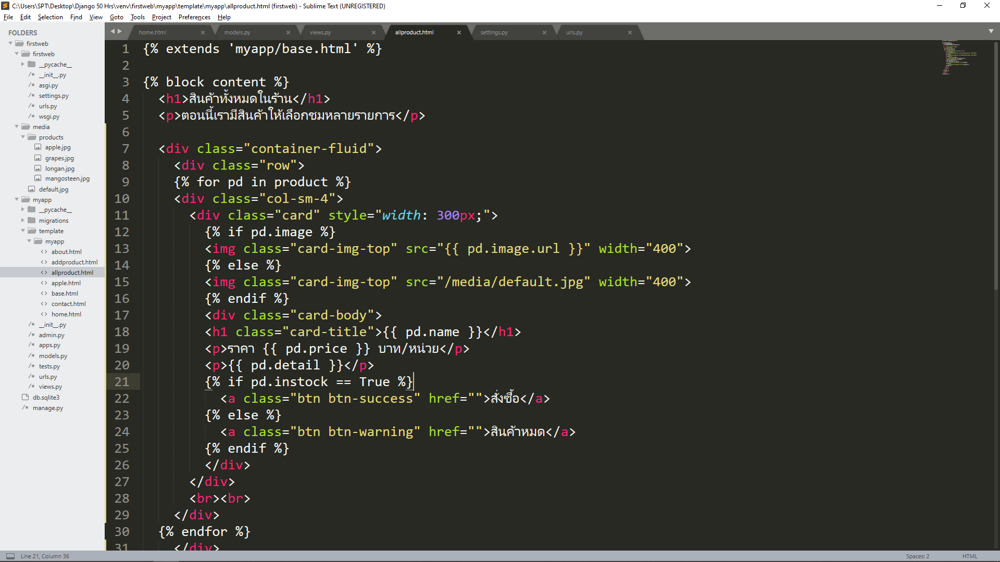 C:\Users\SPT\Desktop\Django 50 Hrs\venv\firstweb\myapp\template\myapp\allproduct.html (firstweb) - Sublime Text (UNREGISTERED)
File Edit Selection Find View Goto Tools Project Preferences Help
FOLDERS
firstweb
firstweb
__pycache__
__init__.py
asgi.py
settings.py
urls.py
wsgi.py
media
products
apple.jpg
grapes.jpg
longan.jpg
mangosteen.jpg
default.jpg
myapp
__pycache__
migrations
template
myapp
about.html
addproduct.html
allproduct.html
apple.html
base.html
contact.html
home.html
__init__.py
admin.py
apps.py
models.py
tests.py
urls.py
views.py
db.sqlite3
manage.py
home.html models.py views.py allproduct.html settings.py urls.py
1 {% extends 'myapp/base.html' %}
2
3 {% block content %}
4 <h1>สินค้าทั้งหมดในร้าน</h1>
5 <p>ตอนนี้เรามีสินค้าให้เลือกชมหลายรายการ</p>
6
7 <div class="container-fluid">
8 <div class="row">
9 {% for pd in product %}
10 <div class="col-sm-4">
11 <div class="card" style="width: 300px;">
12 {% if pd.image %}
13 <img class="card-img-top" src="{{ pd.image.url }}" width="400">
14 {% else %}
15 <img class="card-img-top" src="/media/default.jpg" width="400">
16 {% endif %}
17 <div class="card-body">
18 <h1 class="card-title">{{ pd.name }}</h1>
19 <p>ราคา {{ pd.price }} บาท/หน่วย</p>
20 <p>{{ pd.detail }}</p>
21 {% if pd.instock == True %}
22 <a class="btn btn-success" href="">สั่งซื้อ</a>
23 {% else %}
24 <a class="btn btn-warning" href="">สินค้าหมด</a>
25 {% endif %}
26 </div>
27 </div>
28 <br><br>
29 </div>
30 {% endfor %}
31 </div>
Line 21, Column 36
Spaces: 2
HTML